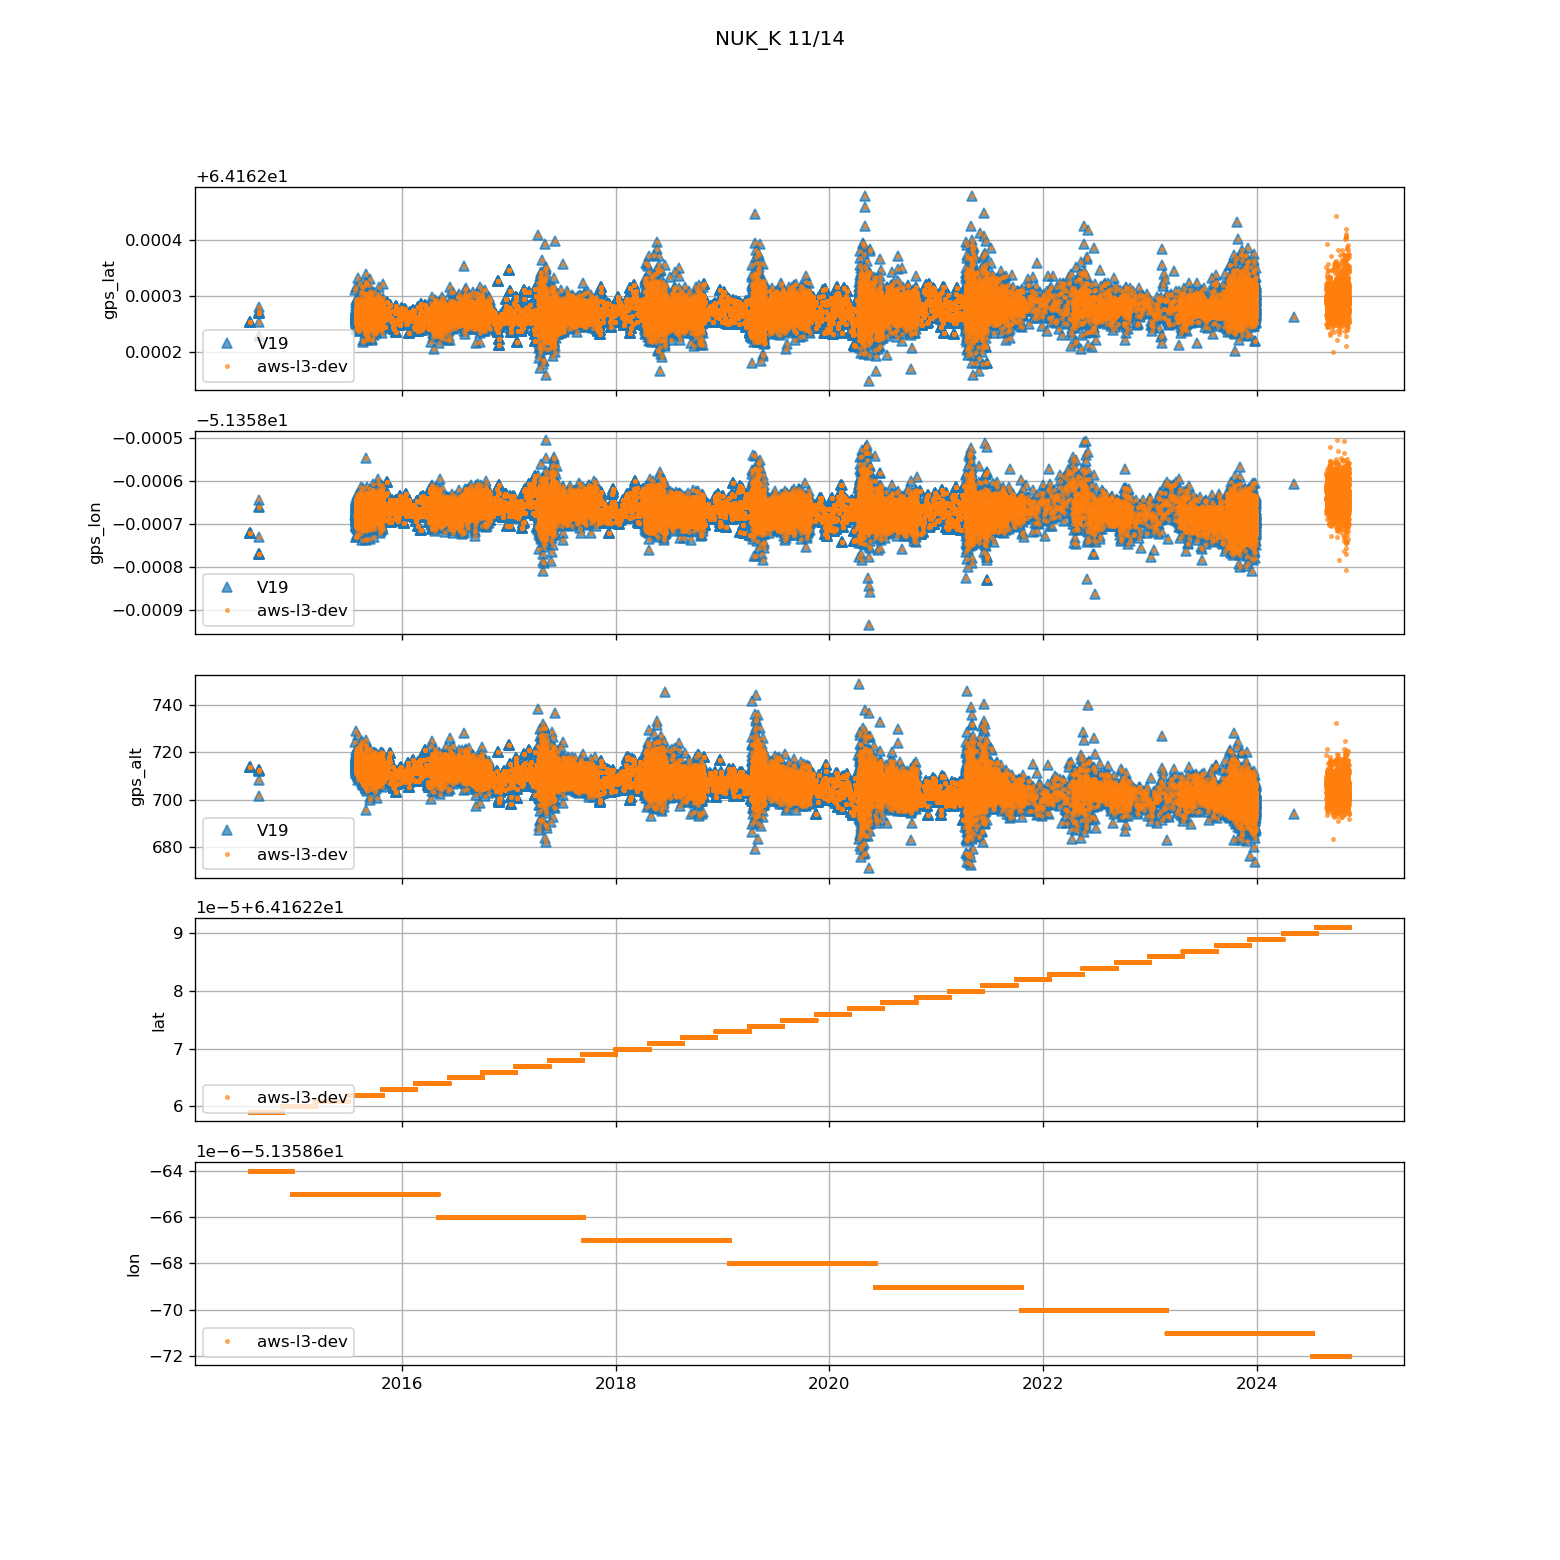 NUK_K 11/14
+6.4162e1
0.0004
0.0003
0.0002
gps_lat
V19
aws-l3-dev
−5.1358e1
−0.0005
−0.0006
−0.0007
−0.0008
−0.0009
gps_lon
V19
aws-l3-dev
740
720
700
680
gps_alt
V19
aws-l3-dev
1e−5+6.41622e1
9
8
7
6
lat
aws-l3-dev
1e−6−5.13586e1
−64
−66
−68
−70
−72
lon
aws-l3-dev
2016 2018 2020 2022 2024